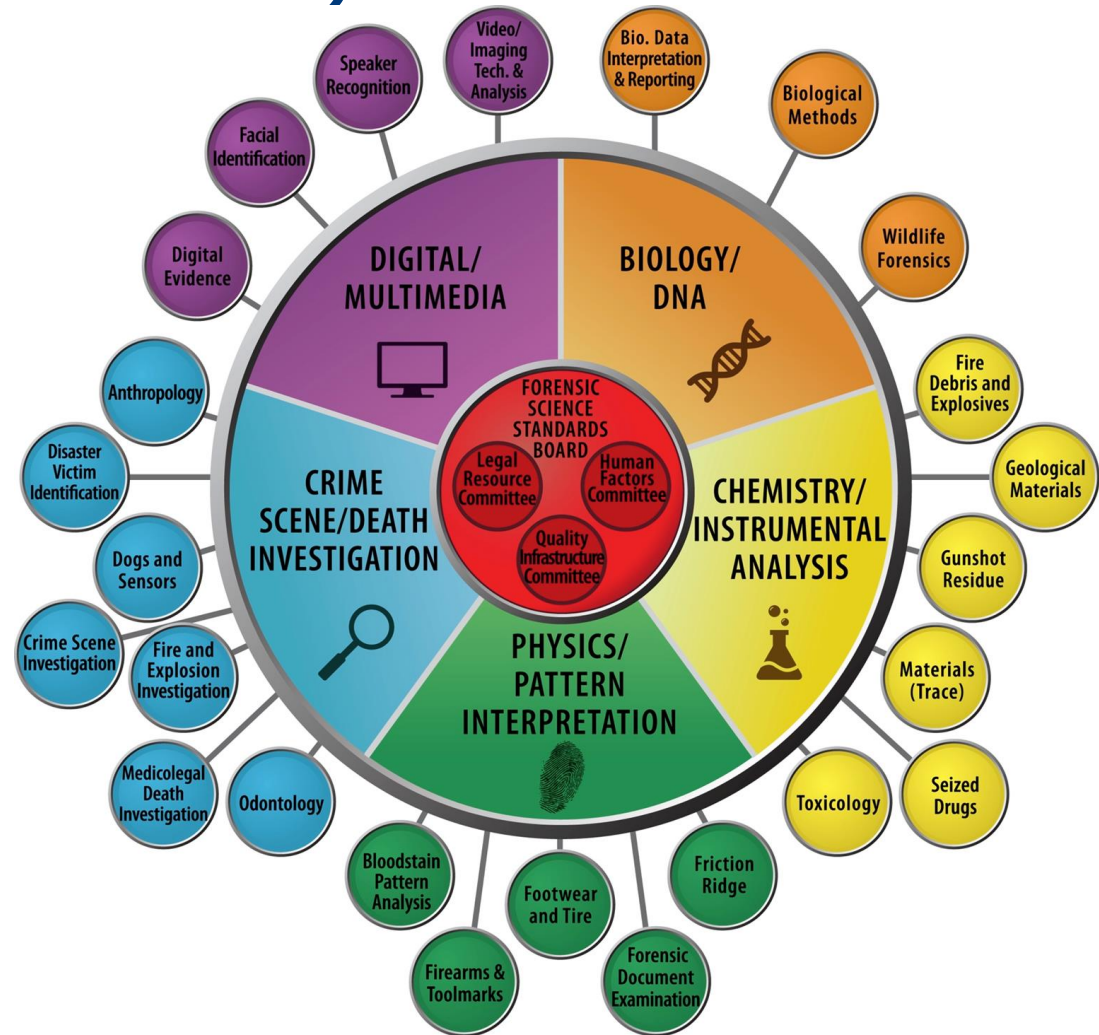 Video/
Imaging
Tech. &
Analysis
Bio. Data
Interpretation
& Reporting
Speaker
Recognition
Biological
Methods
Facial
Identification
Wildlife
Forensics
Digital
Evidence
DIGITAL/
MULTIMEDIA
BIOLOGY/
DNA
Anthropology
Fire
Debris and
Explosives
FORENSIC
SCIENCE
STANDARDS
BOARD
Legal
Resource
Committee
Human
Factors
Committee
Quality
Infrastructure
Committee
Disaster
Victim
Identification
Geological
Materials
CRIME
SCENE/DEATH
INVESTIGATION
CHEMISTRY/
INSTRUMENTAL
ANALYSIS
Dogs and
Sensors
Gunshot
Residue
Crime Scene
Investigation
Fire and
Explosion
Investigation
PHYSICS/
PATTERN
INTERPRETATION
Materials
(Trace)
Medicolegal
Death
Investigation
Odontology
Toxicology
Seized
Drugs
Bloodstain
Pattern
Analysis
Footwear
and Tire
Friction
Ridge
Firearms &
Toolmarks
Forensic
Document
Examination